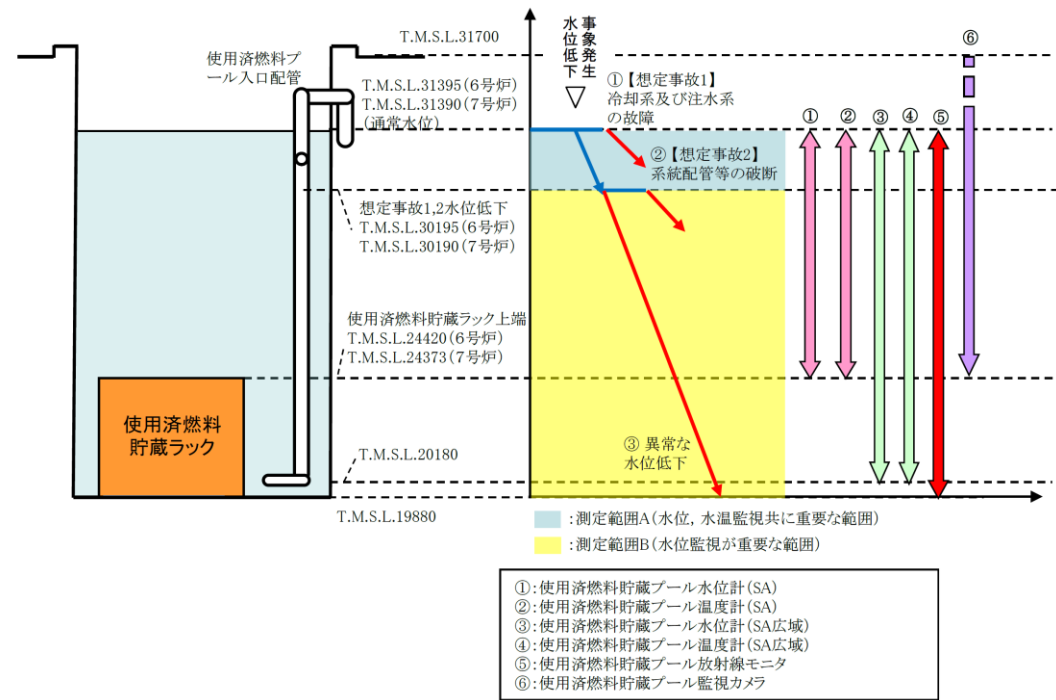 T.M.S.L.31700
使用済燃料プ
ール入口配管
T.M.S.L.31395(6号炉)
T.M.S.L.31390(7号炉)
(通常水位)
想定事故1,2水位低下
T.M.S.L.30195(6号炉)
T.M.S.L.30190(7号炉)
使用済燃料貯蔵ラック上端
T.M.S.L.24420(6号炉)
T.M.S.L.24373(7号炉)
使用済燃料
貯蔵ラック
T.M.S.L.20180
T.M.S.L.19880
事象発生
水位低下
①【想定事故1】
冷却系及び注水系
の故障
②【想定事故2】
系統配管等の破断
③ 異常な
水位低下
①
②
③
④
⑤
⑥
:測定範囲A(水位, 水温監視共に重要な範囲)
:測定範囲B(水位監視が重要な範囲)
①:使用済燃料貯蔵プール水位計(SA)
②:使用済燃料貯蔵プール温度計(SA)
③:使用済燃料貯蔵プール水位計(SA広域)
④:使用済燃料貯蔵プール温度計(SA広域)
⑤:使用済燃料貯蔵プール放射線モニタ
⑥:使用済燃料貯蔵プール監視カメラ